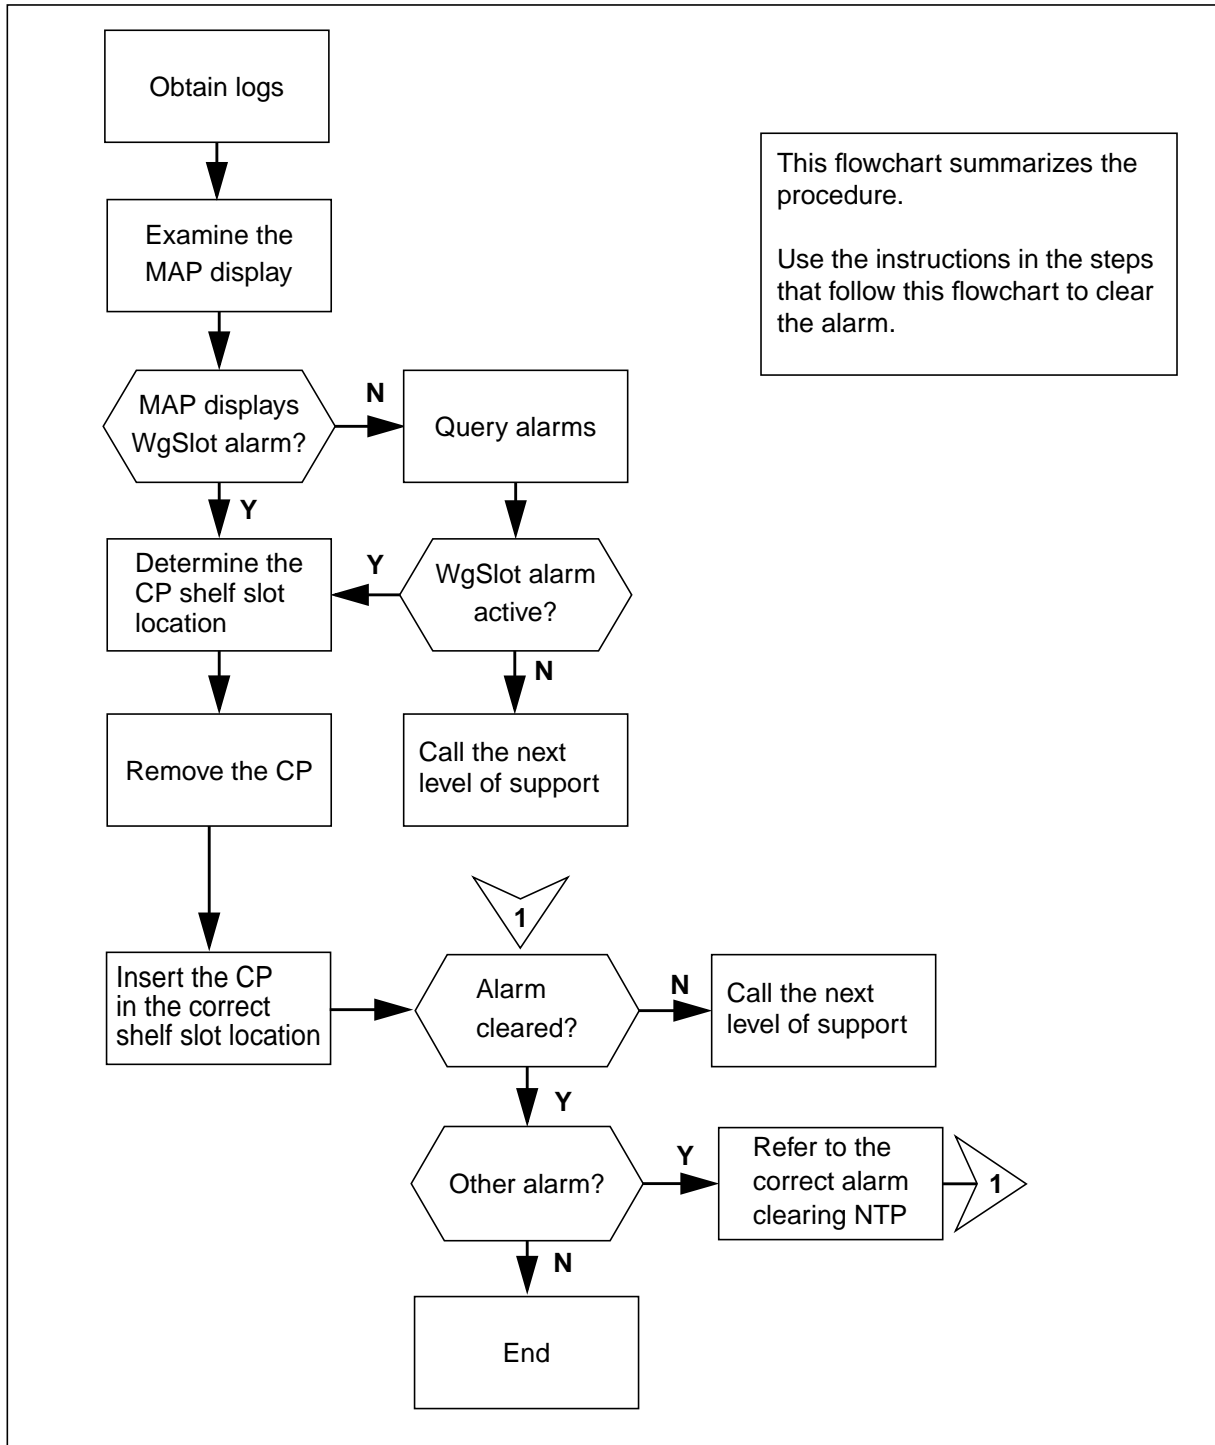 Obtain logs
This flowchart summarizes the
procedure.
Use the instructions in the steps
that follow this flowchart to clear
the alarm.
Examine the
MAP display
MAP displays
WgSlot alarm?
N
Query alarms
Y
Determine the
CP shelf slot
location
Y
WgSlot alarm
active?
N
Remove the CP
Call the next
level of support
1
Insert the CP
in the correct
shelf slot location
Alarm
cleared?
N
Call the next
level of support
Y
Other alarm?
Y
Refer to the
correct alarm
clearing NTP
1
N
End